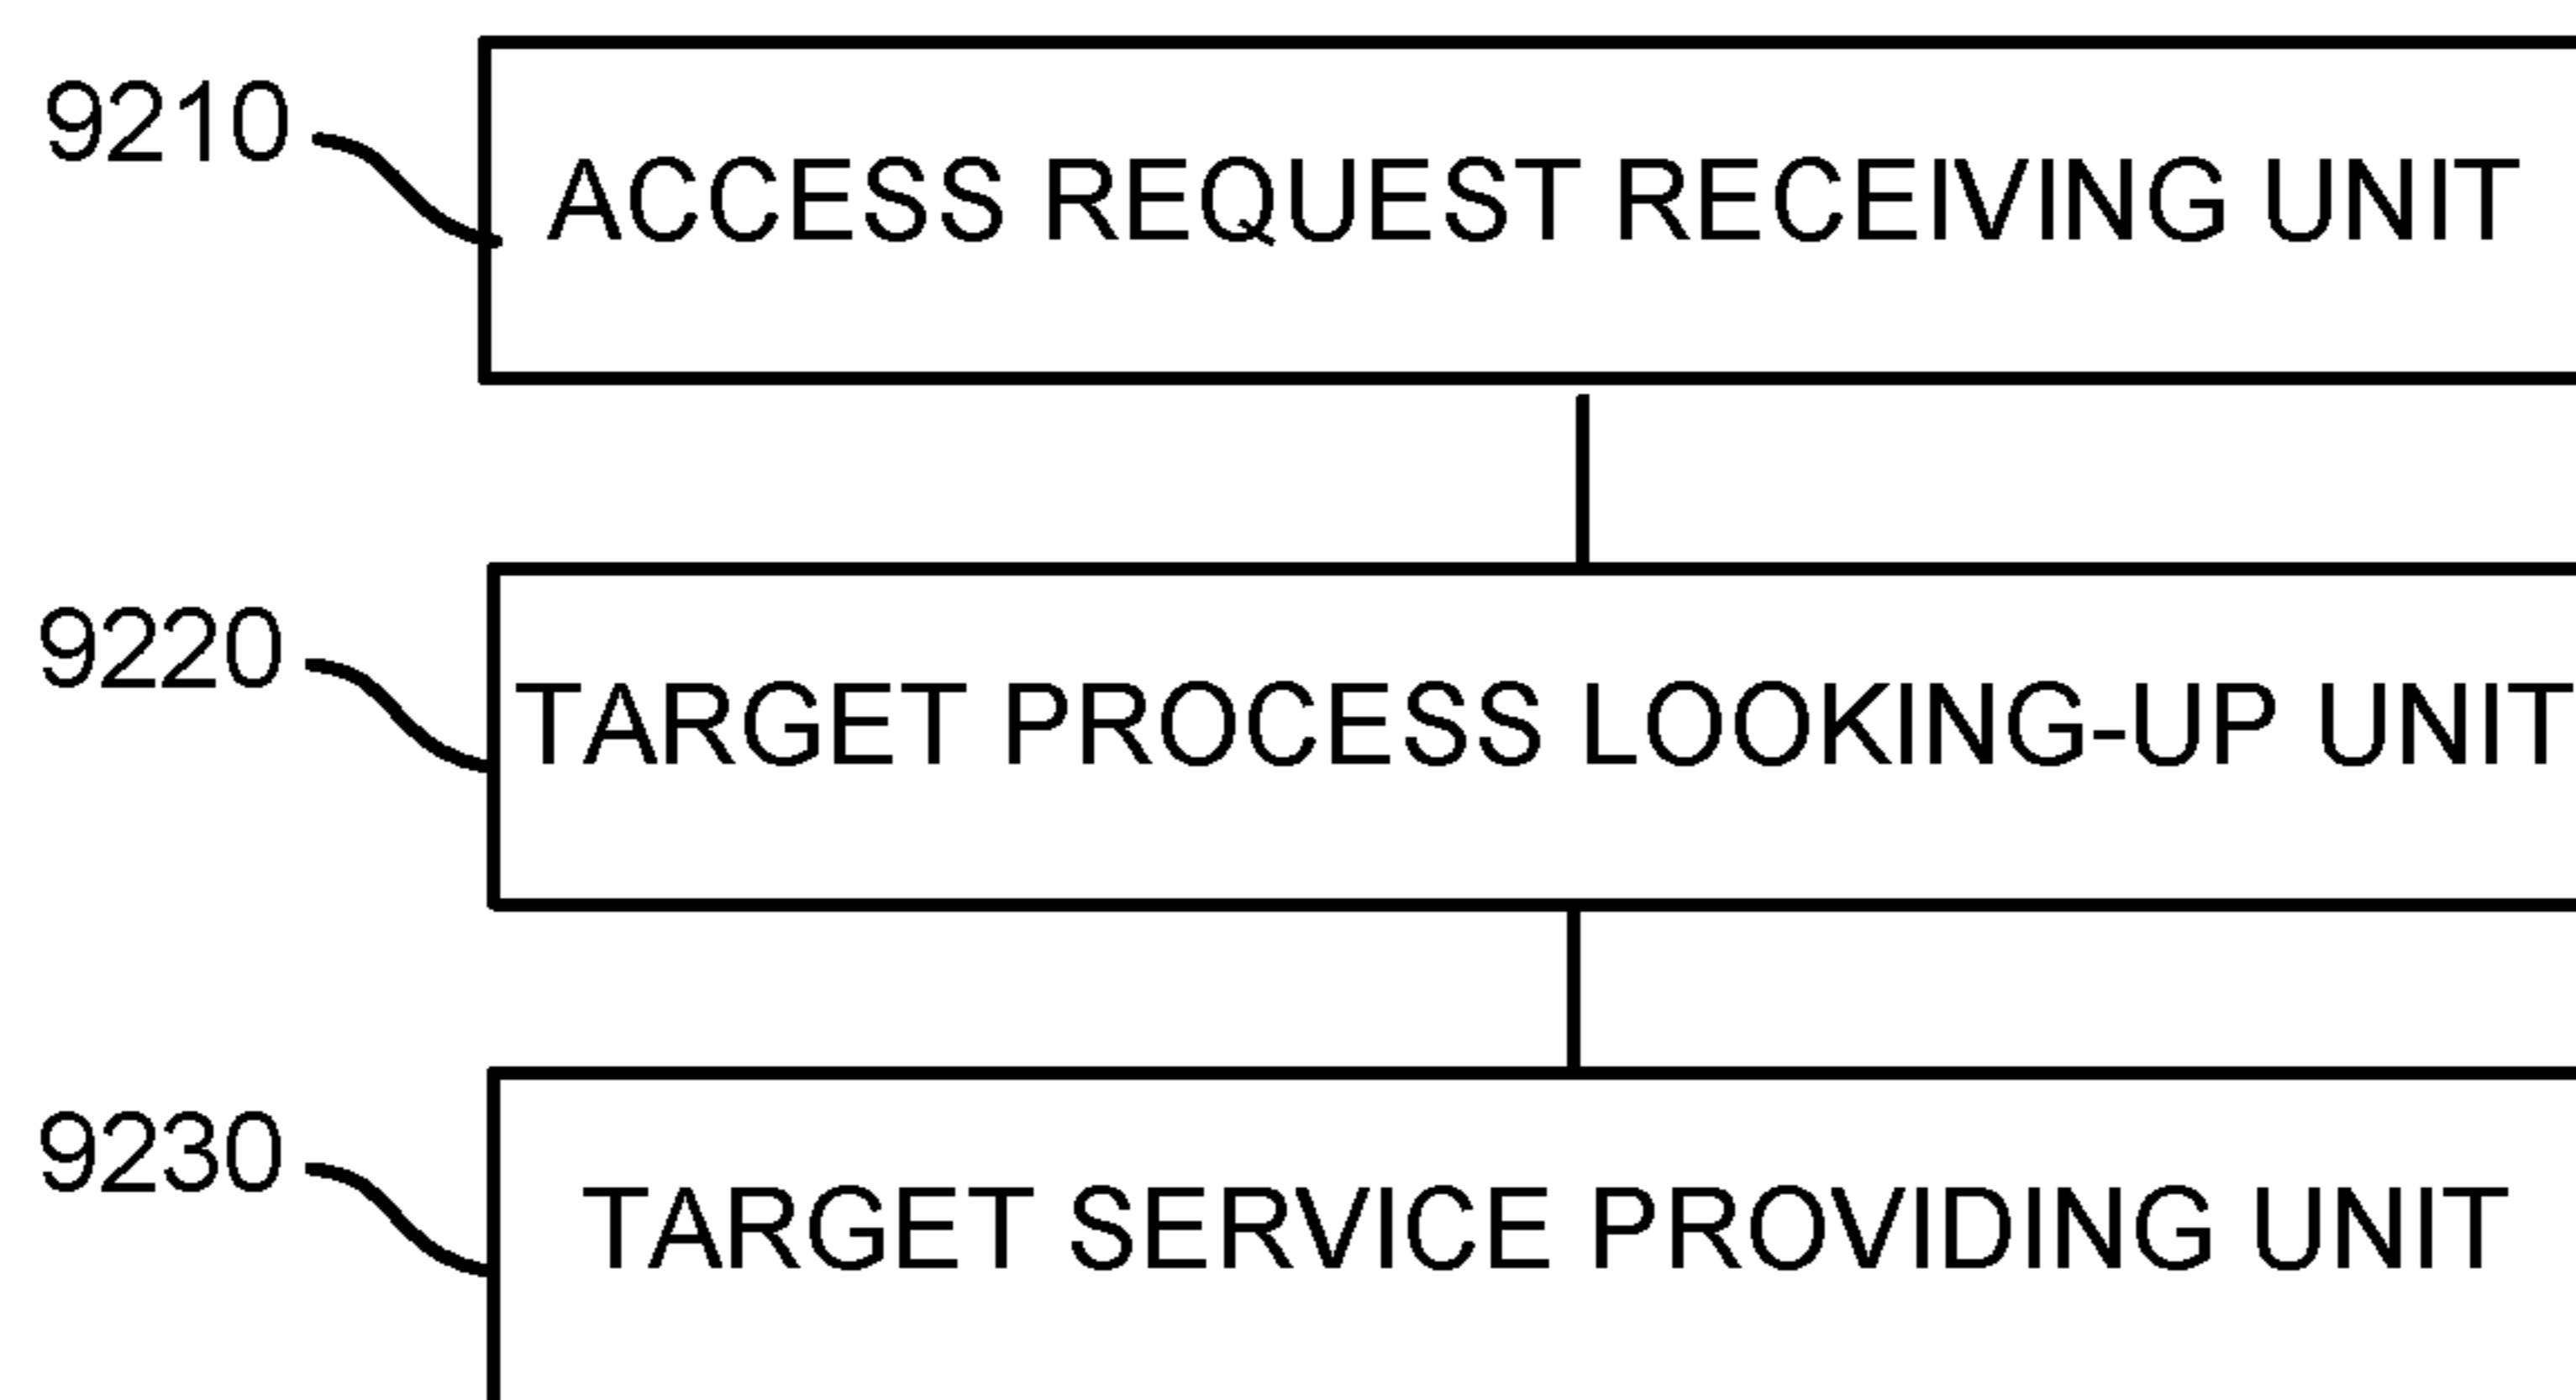 9210
ACCESS REQUEST RECEIVING UNIT
9220
TARGET PROCESS LOOKING-UP UNIT
9230
TARGET SERVICE PROVIDING UNIT